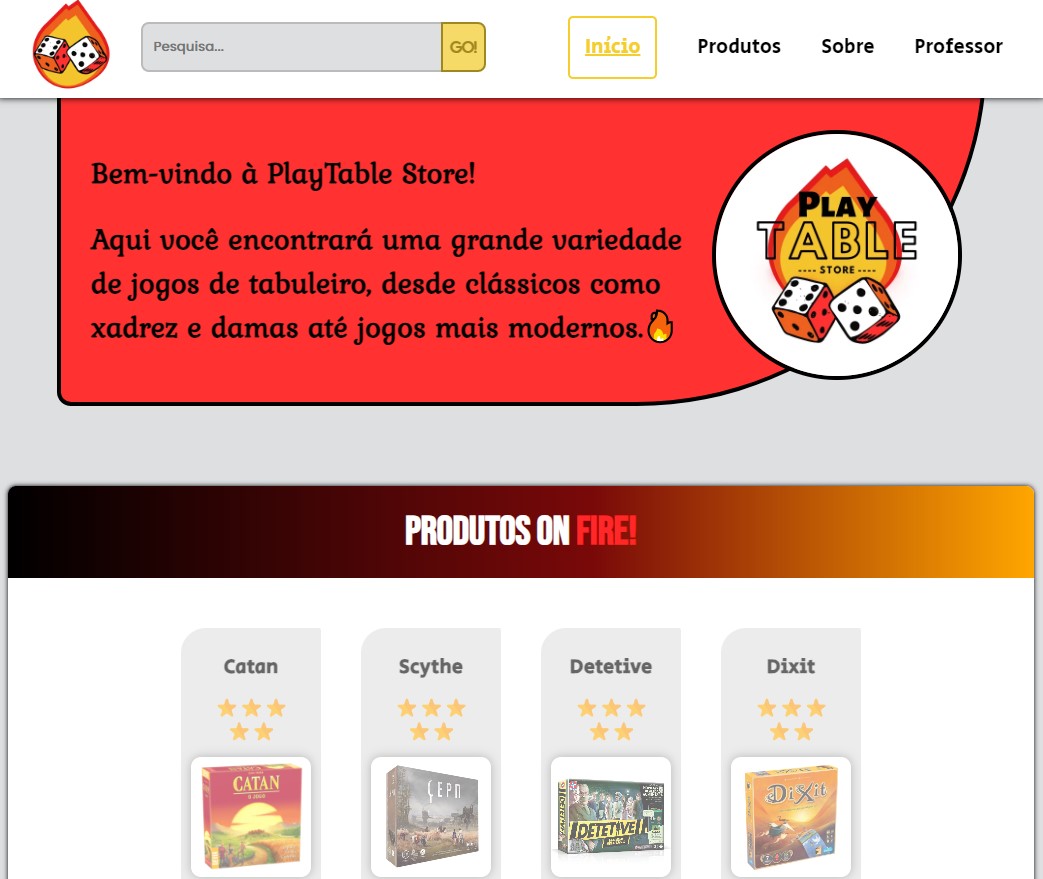 Pesquisa...
GO!
Início
Produtos
Sobre
Professor
Bem-vindo à PlayTable Store!
Aqui você encontrará uma grande variedade
de jogos de tabuleiro, desde clássicos como
xadrez e damas até jogos mais modernos.🔥
PLAY
TABLE
---- STORE ----
PRODUTOS ON FIRE!
Catan
Scythe
Detetive
Dixit
CATAN
O JOGO
DETETIVE
DiXit